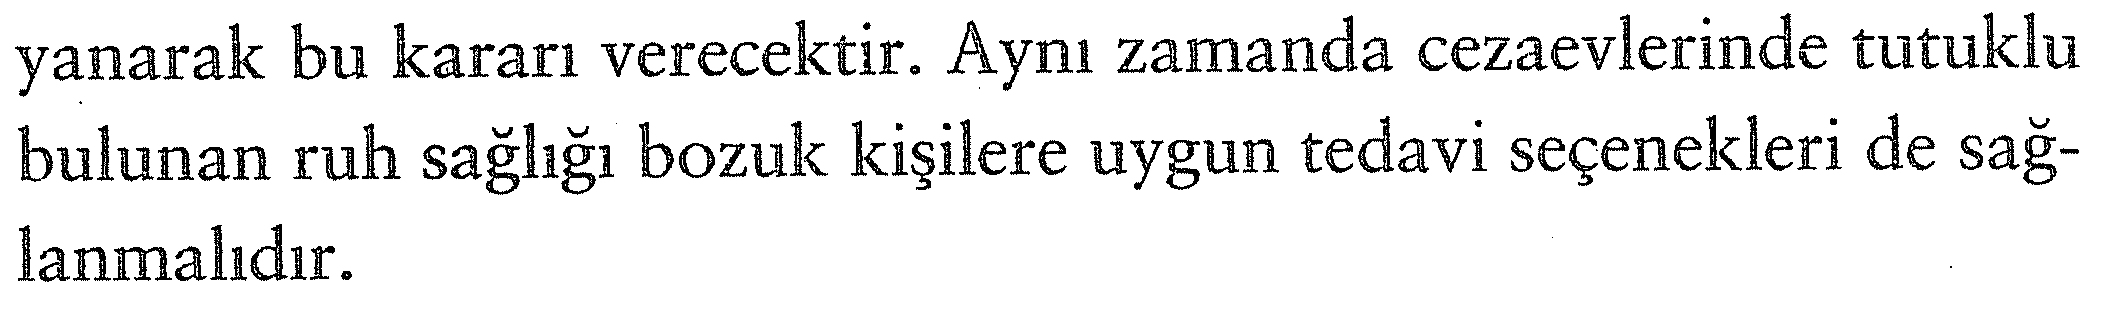 yanarak bu kararı verecektir. Aynı zamanda cezaevlerinde tutuklu
bulunan ruh sağlığı bozuk kişilere uygun tedavi seçenekleri de sağ-
lanmalıdır.